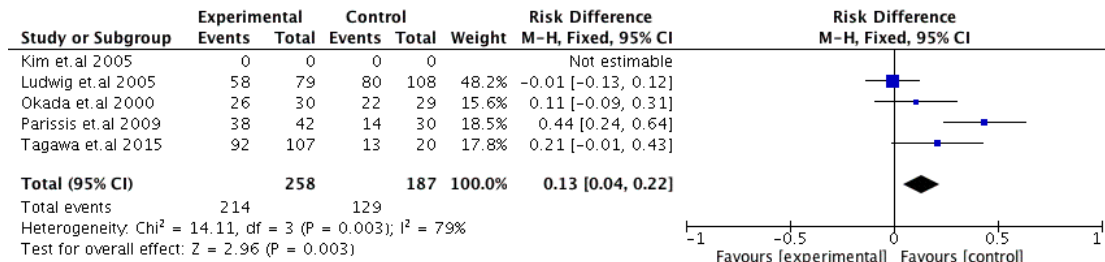 Experimental Control Risk Difference Risk Difference
Study or Subgroup Events Total Events Total Weight M-H, Fixed, 95% CI M-H, Fixed, 95% CI
Kim et.al 2005 0 0 0 0 Not estimable
Ludwig et.al 2005 58 79 80 108 48.2% -0.01 [-0.13, 0.12]
Okada et.al 2000 26 30 22 29 15.6% 0.11 [-0.09, 0.31]
Parissis et.al 2009 38 42 14 30 18.5% 0.44 [0.24, 0.64]
Tagawa et.al 2015 92 107 13 20 17.8% 0.21 [-0.01, 0.43]
Total (95% CI) 258 187 100.0% 0.13 [0.04, 0.22]
Total events 214 129
Heterogeneity: Chi² = 14.11, df = 3 (P = 0.003); I² = 79%
Test for overall effect: Z = 2.96 (P = 0.003)
-1 -0.5 0 0.5 1
Favours [experimental] Favours [control]